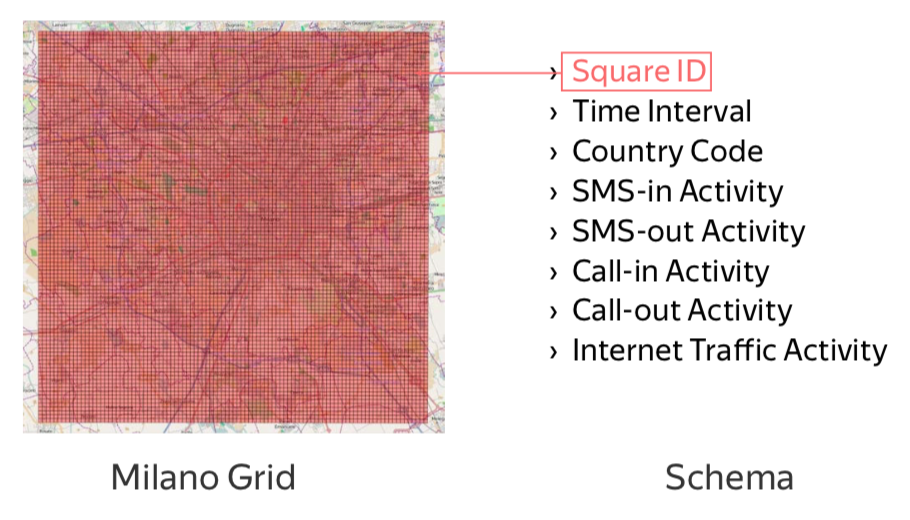 › Square ID
› Time Interval
› Country Code
› SMS-in Activity
› SMS-out Activity
› Call-in Activity
› Call-out Activity
› Internet Traffic Activity
Milano Grid
Schema